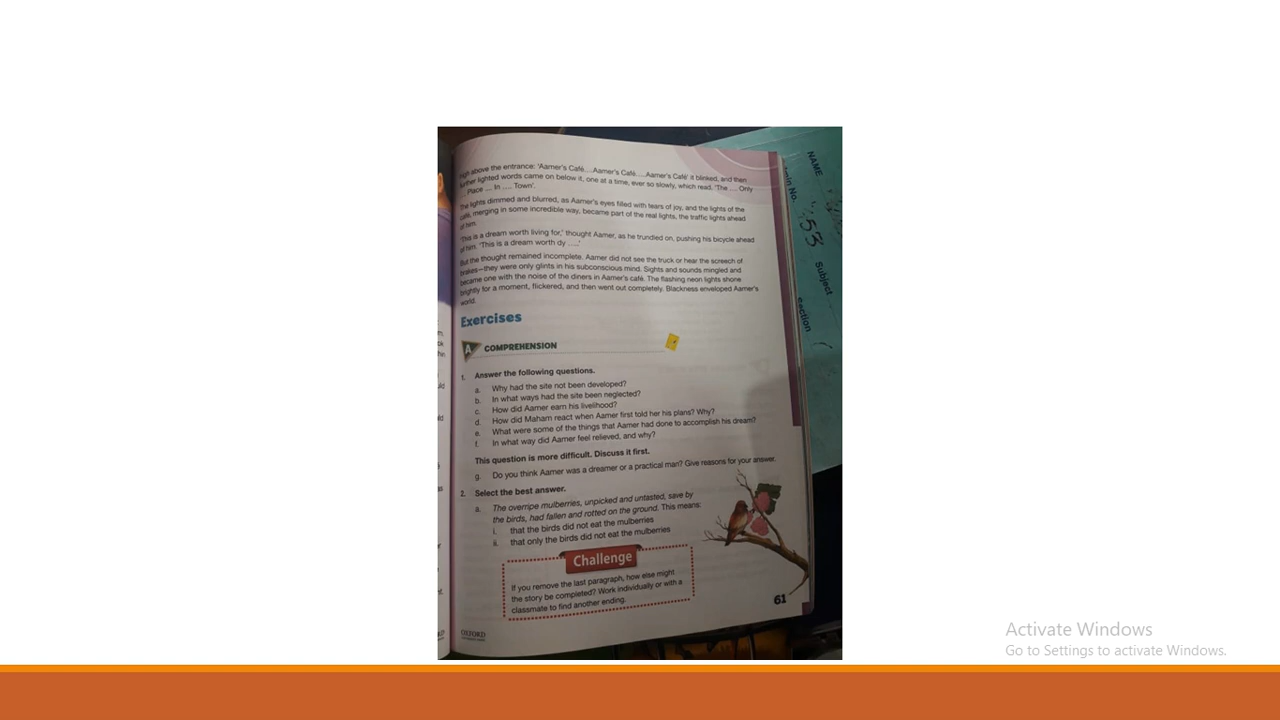 high above the entrance: 'Aamer's Café....Aamer's Café.....Aamer's Café' it blinked, and then
further lighted words came on below it, one at a time, ever so slowly, which read. 'The .... Only
.... Place .... In .... Town'.
The lights dimmed and blurred, as Aamer's eyes filled with tears of joy, and the lights of the
café, merging in some incredible way, became part of the real lights, the traffic lights ahead
of him.
'This is a dream worth living for,' thought Aamer, as he trundled on, pushing his bicycle ahead
of him. 'This is a dream worth dy .....'
But the thought remained incomplete. Aamer did not see the truck or hear the screech of
brakes—they were only glints in his subconscious mind. Sights and sounds mingled and
became one with the noise of the diners in Aamer's café. The flashing neon lights shone
brightly for a moment, flickered, and then went out completely. Blackness enveloped Aamer's
world.
Exercises
A COMPREHENSION
1. Answer the following questions.
a. Why had the site not been developed?
b. In what ways had the site been neglected?
c. How did Aamer earn his livelihood?
d. How did Maham react when Aamer first told her his plans? Why?
e. What were some of the things that Aamer had done to accomplish his dream?
f. In what way did Aamer feel relieved, and why?
This question is more difficult. Discuss it first.
g. Do you think Aamer was a dreamer or a practical man? Give reasons for your answer.
2. Select the best answer.
a. The overripe mulberries, unpicked and untasted, save by
the birds, had fallen and rotted on the ground. This means:
i. that the birds did not eat the mulberries
ii. that only the birds did not eat the mulberries
Challenge
If you remove the last paragraph, how else might
the story be completed? Work individually or with a
classmate to find another ending.
61
OXFORD
NAME
No.
53
Subject
Section
Activate Windows
Go to Settings to activate Windows.